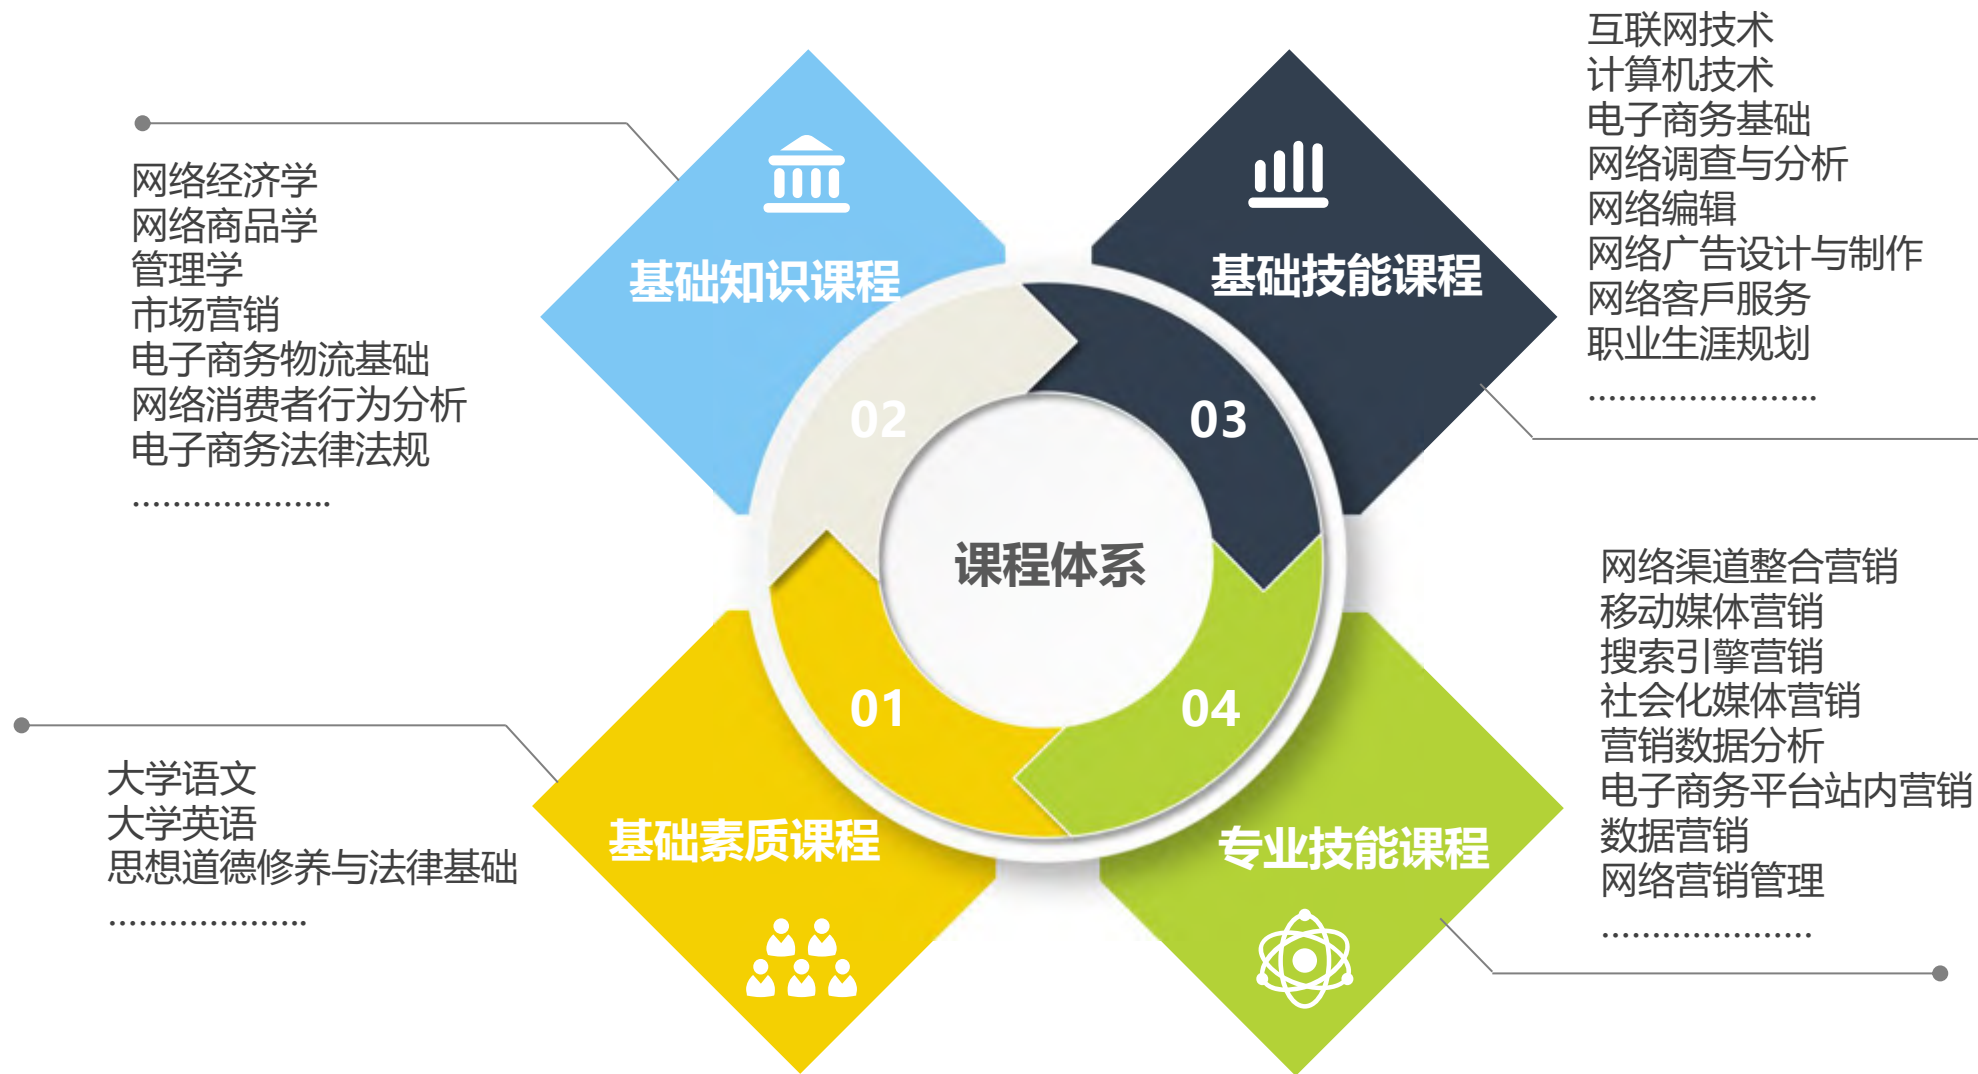 网络经济学
网络商品学
管理学
市场营销
电子商务物流基础
网络消费者行为分析
电子商务法律法规
....................
基础知识课程
02
互联网技术
计算机技术
电子商务基础
网络调查与分析
网络编辑
网络广告设计与制作
网络客戶服务
职业生涯规划
.......................
基础技能课程
03
课程体系
大学语文
大学英语
思想道德修养与法律基础
....................
基础素质课程
01
网络渠道整合营销
移动媒体营销
搜索引擎营销
社会化媒体营销
营销数据分析
电子商务平台站内营销
数据营销
网络营销管理
.....................
专业技能课程
04